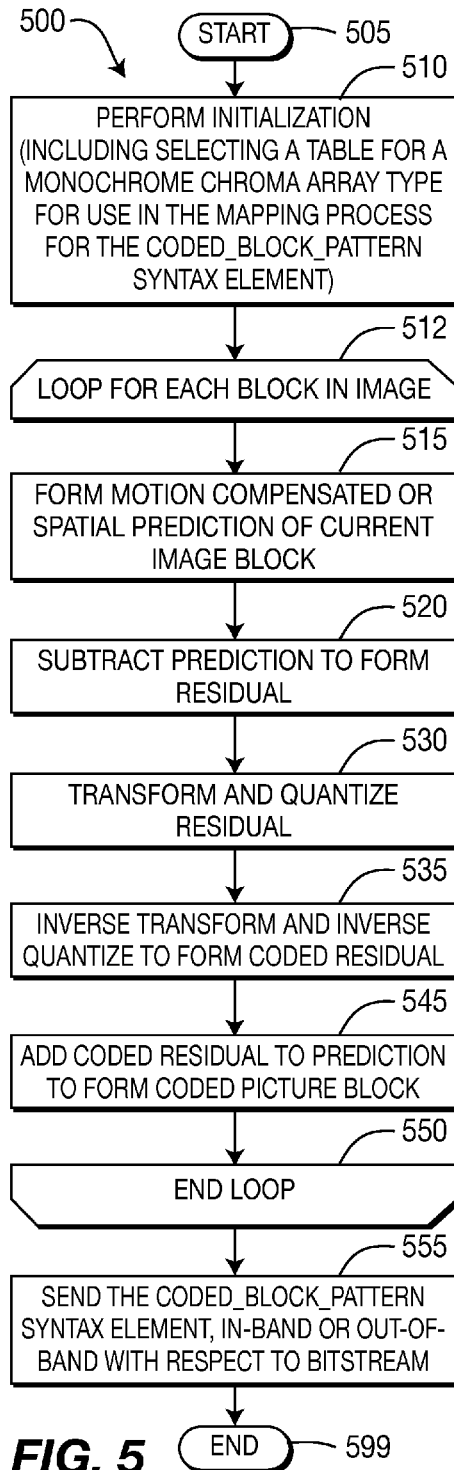 500
START
505
510
PERFORM INITIALIZATION
(INCLUDING SELECTING A TABLE FOR A
MONOCHROME CHROMA ARRAY TYPE
FOR USE IN THE MAPPING PROCESS
FOR THE CODED_BLOCK_PATTERN
SYNTAX ELEMENT)
512
LOOP FOR EACH BLOCK IN IMAGE
515
FORM MOTION COMPENSATED OR
SPATIAL PREDICTION OF CURRENT
IMAGE BLOCK
520
SUBTRACT PREDICTION TO FORM
RESIDUAL
530
TRANSFORM AND QUANTIZE
RESIDUAL
535
INVERSE TRANSFORM AND INVERSE
QUANTIZE TO FORM CODED RESIDUAL
545
ADD CODED RESIDUAL TO PREDICTION
TO FORM CODED PICTURE BLOCK
550
END LOOP
555
SEND THE CODED_BLOCK_PATTERN
SYNTAX ELEMENT, IN-BAND OR OUT-OF-
BAND WITH RESPECT TO BITSTREAM
END
599
FIG. 5